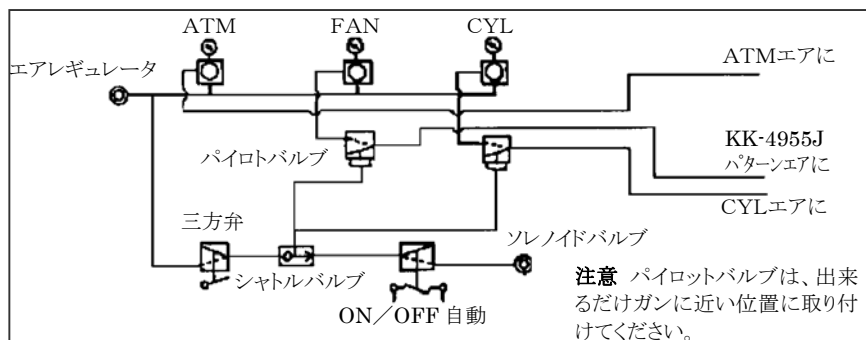 ATM
FAN
CYL
エアレギュレータ
ATMエアに
パイロトバルブ
KK-4955J
パターンエアに
CYLエアに
三方弁
シャトルバルブ
ソレノイドバルブ
ON/OFF 自動
注意 パイロットバルブは、出来
るだけガンに近い位置に取り付
けてください。